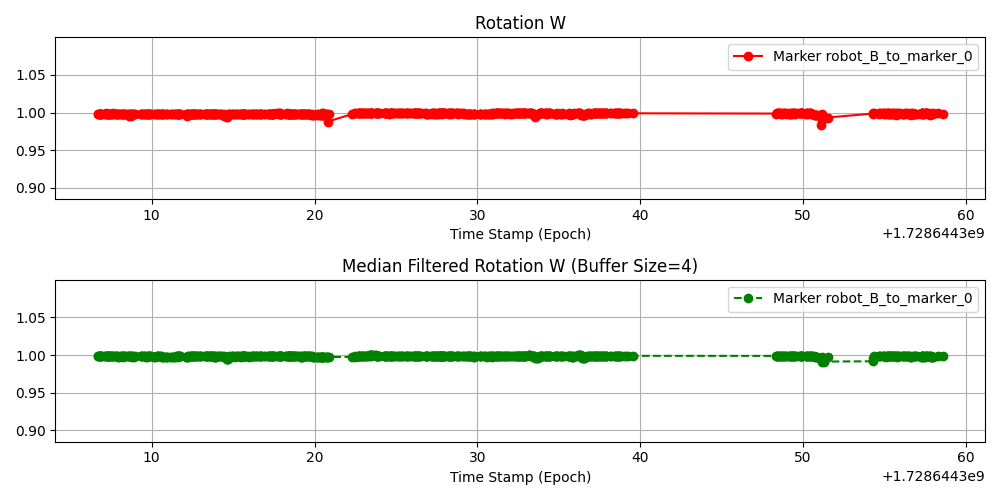 Rotation W
Marker robot_B_to_marker_0
1.05
1.00
0.95
0.90
10 20 30 40 50 60
Time Stamp (Epoch)
+1.7286443e9
Median Filtered Rotation W (Buffer Size=4)
Marker robot_B_to_marker_0
1.05
1.00
0.95
0.90
10 20 30 40 50 60
Time Stamp (Epoch)
+1.7286443e9